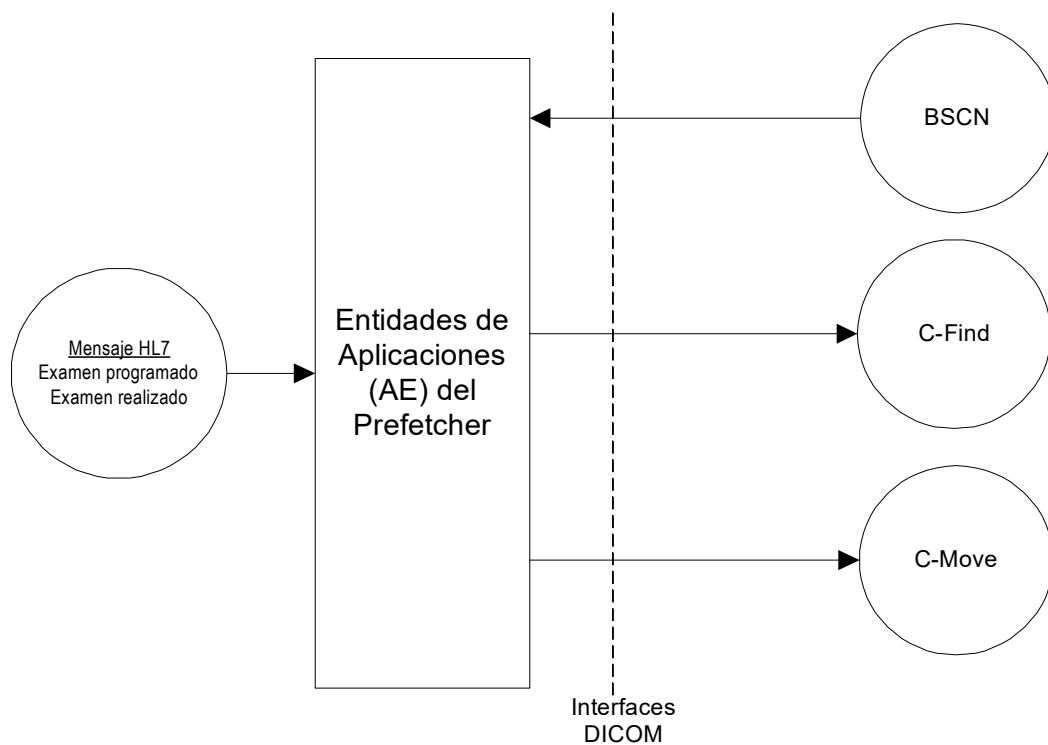 BSCN
Mensaje HL7
Examen programado
Examen realizado
Entidades de
Aplicaciones
(AE) del
Prefetcher
C-Find
C-Move
Interfaces
DICOM